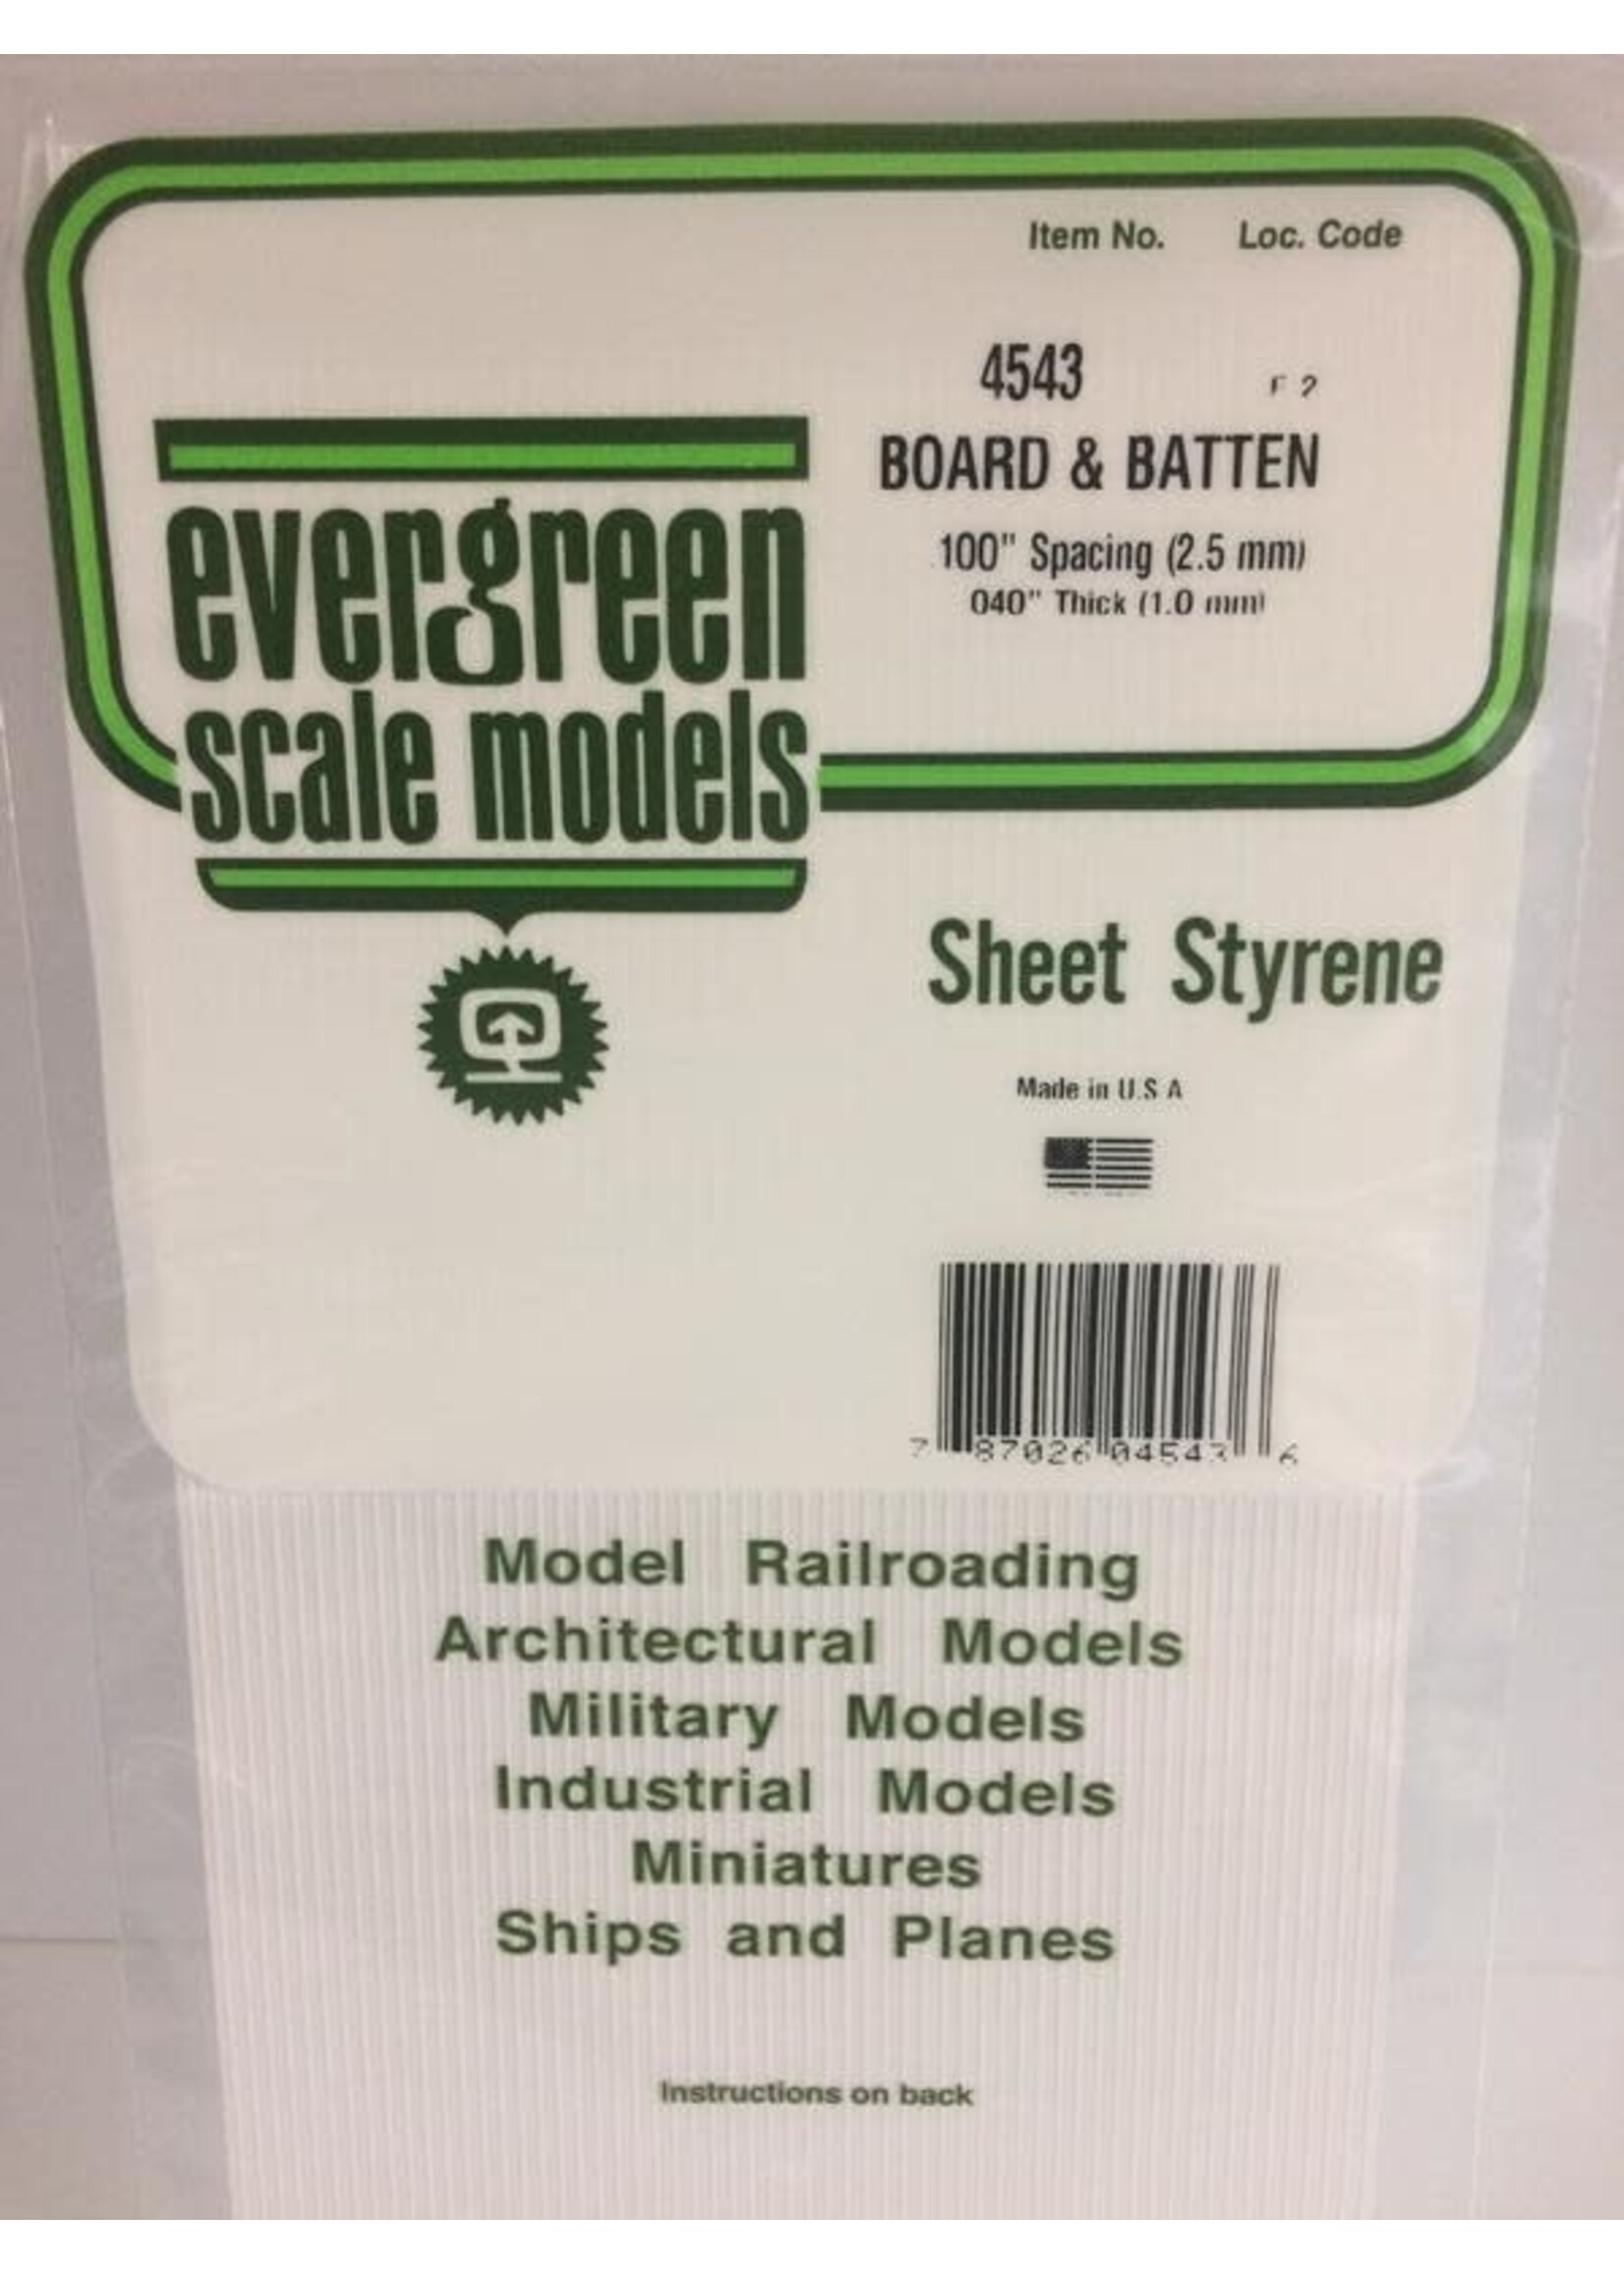 Item No. Loc. Code
4543 F 2
BOARD & BATTEN
100" Spacing (2.5 mm)
040" Thick (1.0 mm)
evergreen
scale models
Sheet Styrene
Made in U.S A
7 87026 04543 6
Model Railroading
Architectural Models
Military Models
Industrial Models
Miniatures
Ships and Planes
Instructions on back